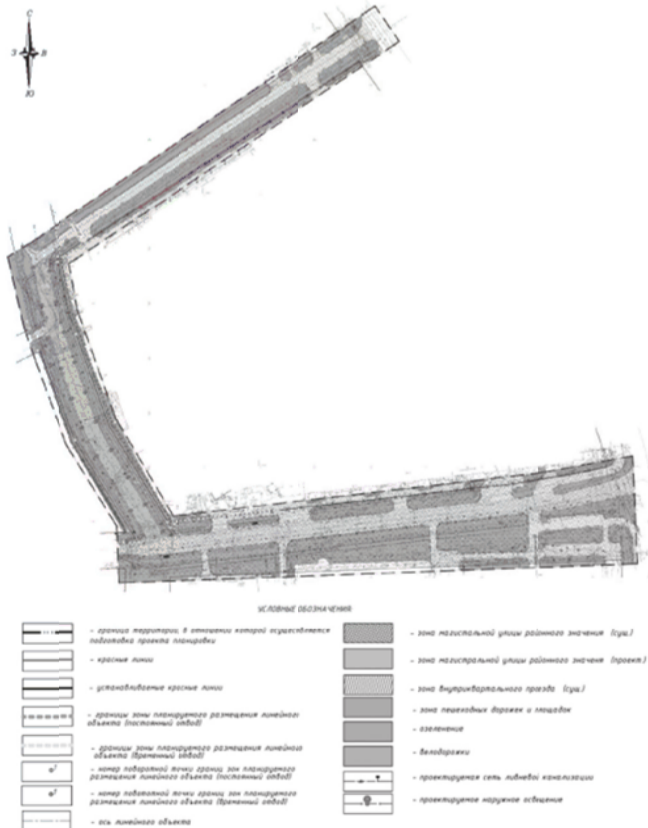 С
З В
Ю
УСЛОВНЫЕ ОБОЗНАЧЕНИЯ:
- граница территории, в отношении которой осуществляется
подготовка проекта планировки
- красные линии
- устанавливаемые красные линии
- границы зоны планируемого размещения линейного
объекта (постоянный отвод)
- границы зоны планируемого размещения линейного
объекта (временный отвод)
- номер поворотной точки границ зон планируемого
размещения линейного объекта (постоянный отвод)
- номер поворотной точки границ зон планируемого
размещения линейного объекта (временный отвод)
- ось линейного объекта
- зона магистальной улицы районного значения (сущ.)
- зона магистральной улицы районного значеня (проект.)
- зона внутриквартального проезда (сущ.)
- зона пешеходных дорожек и площадок
- озеленение
- велодорожки
- проектируемая сеть ливневой канализации
- проектируемое наружное освещение